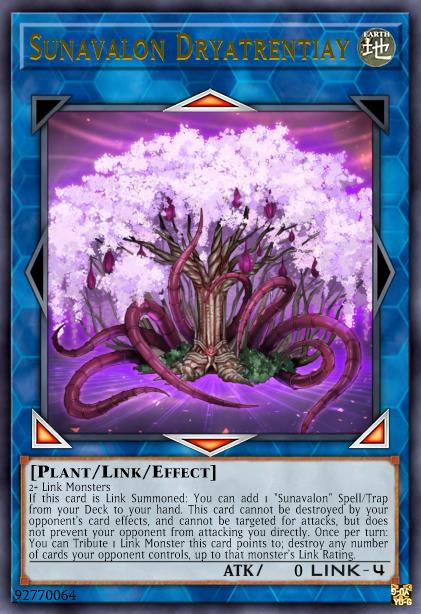 SUNAVALON DRYATRENTIAY
EARTH
地
[PLANT/LINK/EFFECT]
2+ Link Monsters
If this card is Link Summoned: You can add 1 "Sunavalon" Spell/Trap
from your Deck to your hand. This card cannot be destroyed by your
opponent's card effects, and cannot be targeted for attacks, but does
not prevent your opponent from attacking you directly. Once per turn:
You can Tribute 1 Link Monster this card points to; destroy any number
of cards your opponent controls, up to that monster's Link Rating.
ATK/ 0 LINK-4
92770064